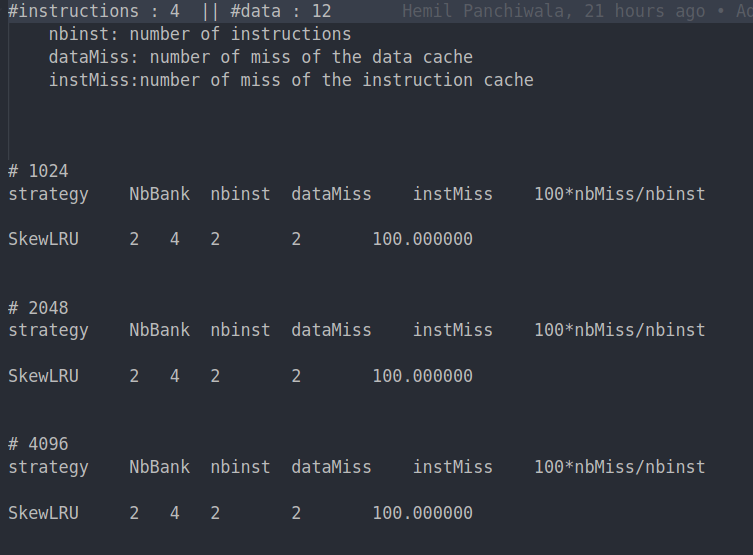 #instructions : 4  || #data : 12       Hemil Panchiwala, 21 hours ago •
    nbinst: number of instructions
    dataMiss: number of miss of the data cache
    instMiss:number of miss of the instruction cache
# 1024
strategy    NbBank  nbinst  dataMiss    instMiss    100*nbMiss/nbinst
SkewLRU     2   4   2       2       100.000000
# 2048
strategy    NbBank  nbinst  dataMiss    instMiss    100*nbMiss/nbinst
SkewLRU     2   4   2       2       100.000000
# 4096
strategy    NbBank  nbinst  dataMiss    instMiss    100*nbMiss/nbinst
SkewLRU     2   4   2       2       100.000000